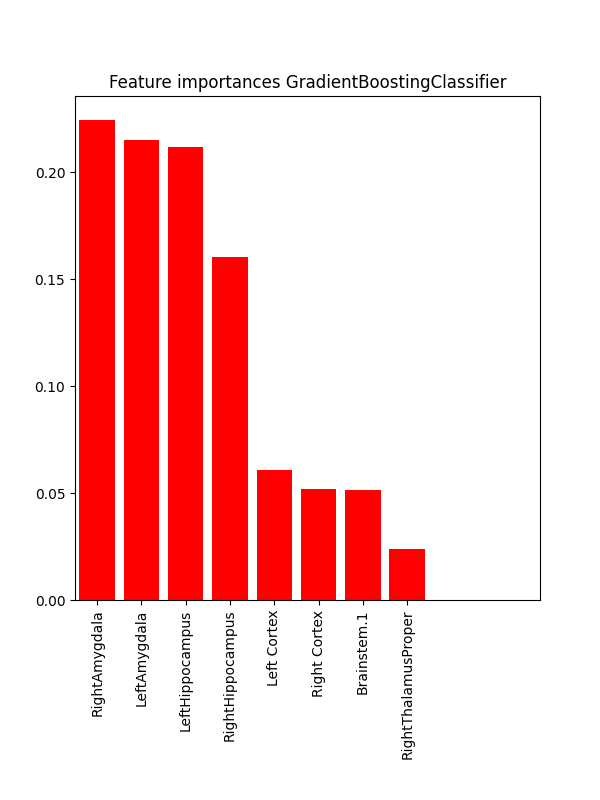 Feature importances GradientBoostingClassifier
0.20
0.15
0.10
0.05
0.00
RightAmygdala
LeftAmygdala
LeftHippocampus
RightHippocampus
Left Cortex
Right Cortex
Brainstem.1
RightThalamusProper